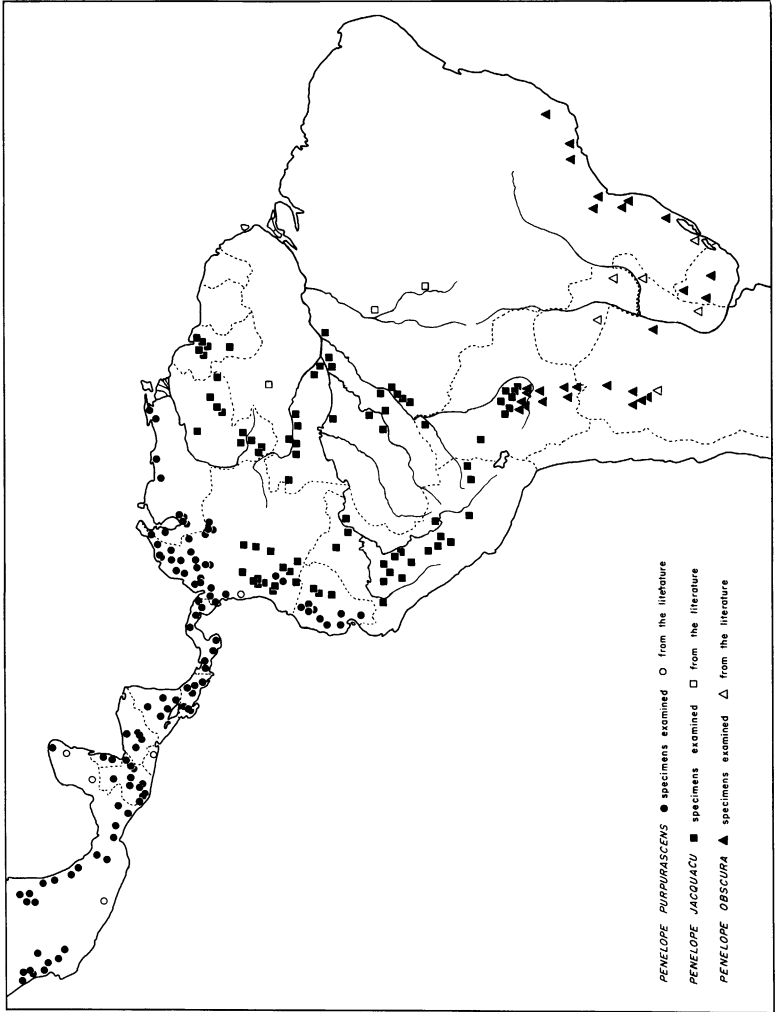 PENELOPE PURPURASCENS ● specimens examined ○ from the literature
PENELOPE JACQUACU ■ specimens examined □ from the literature
PENELOPE OBSCURA ▲ specimens examined △ from the literature